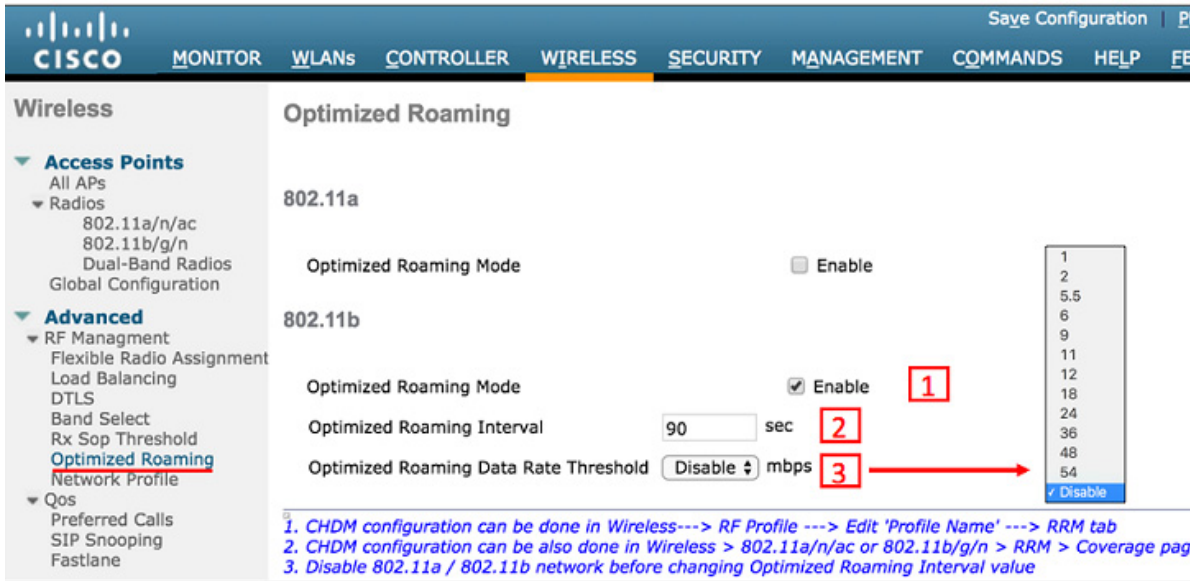 Save Configuration | P
CISCO
MONITOR WLANs CONTROLLER WIRELESS SECURITY MANAGEMENT COMMANDS HELP FE
Wireless
Access Points
All APs
Radios
802.11a/n/ac
802.11b/g/n
Dual-Band Radios
Global Configuration
Advanced
RF Managment
Flexible Radio Assignment
Load Balancing
DTLS
Band Select
Rx Sop Threshold
Optimized Roaming
Network Profile
Qos
Preferred Calls
SIP Snooping
Fastlane
Optimized Roaming
802.11a
Optimized Roaming Mode Enable
802.11b
Optimized Roaming Mode Enable 1
Optimized Roaming Interval 90 sec 2
Optimized Roaming Data Rate Threshold Disable mbps 3
1
2
5.5
6
9
11
12
18
24
36
48
54
✓ Disable
1. CHDM configuration can be done in Wireless---> RF Profile ---> Edit 'Profile Name' ---> RRM tab
2. CHDM configuration can be also done in Wireless > 802.11a/n/ac or 802.11b/g/n > RRM > Coverage pag
3. Disable 802.11a / 802.11b network before changing Optimized Roaming Interval value